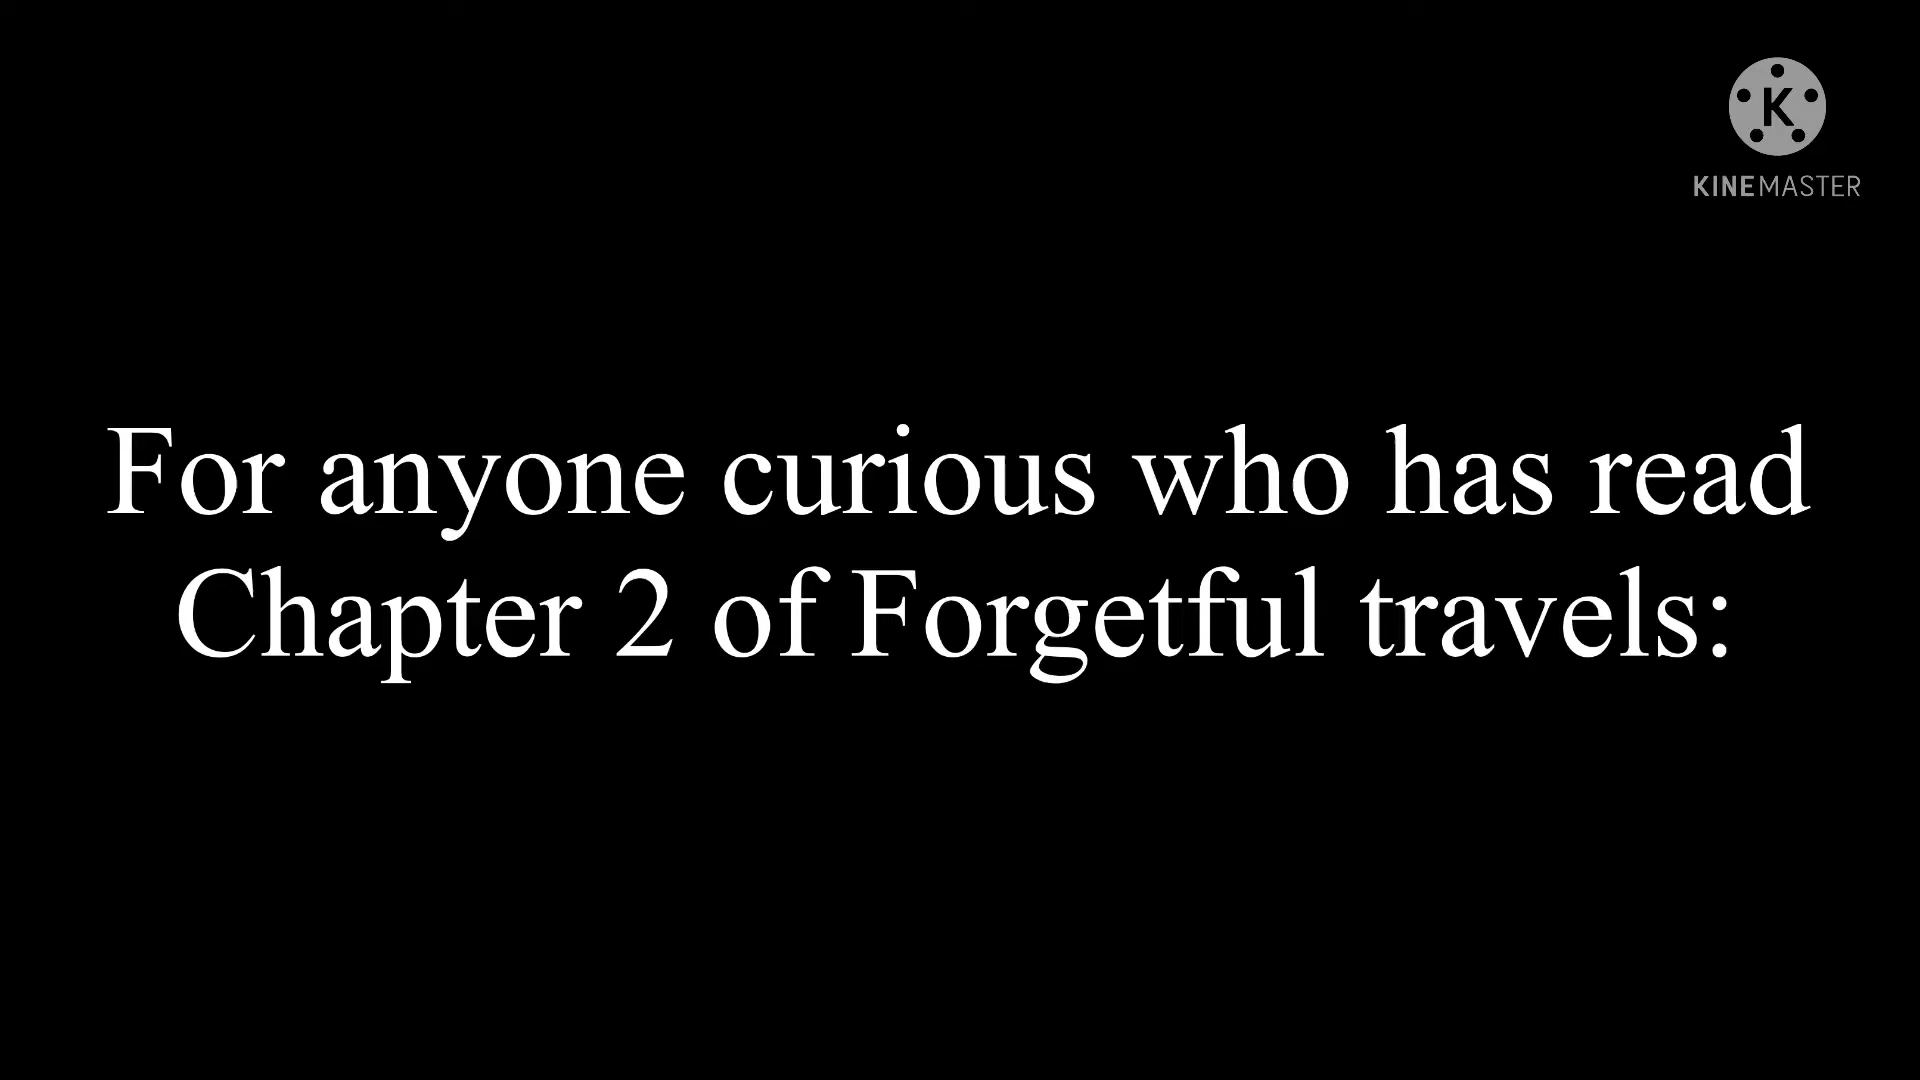 K
KINEMASTER
For anyone curious who has read
Chapter 2 of Forgetful travels: